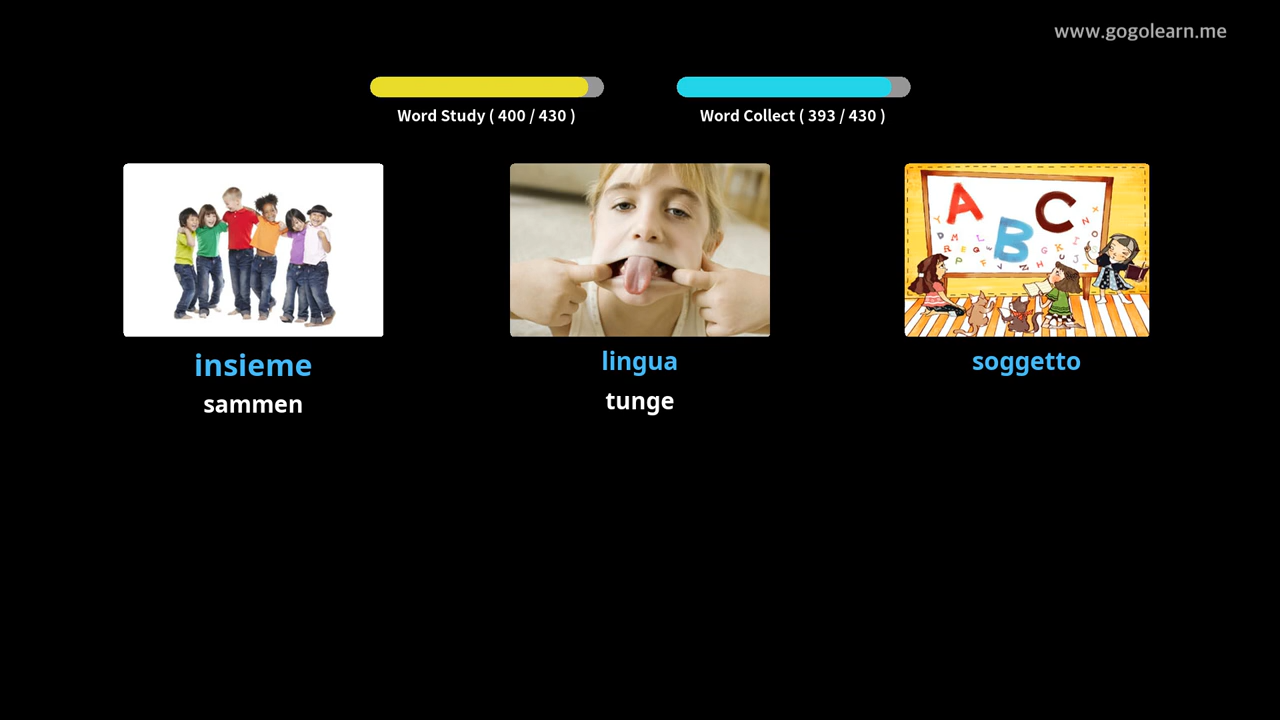 www.gogolearn.me
Word Study ( 400 / 430 )
Word Collect ( 393 / 430 )
A B C
insieme
sammen
lingua
tunge
soggetto